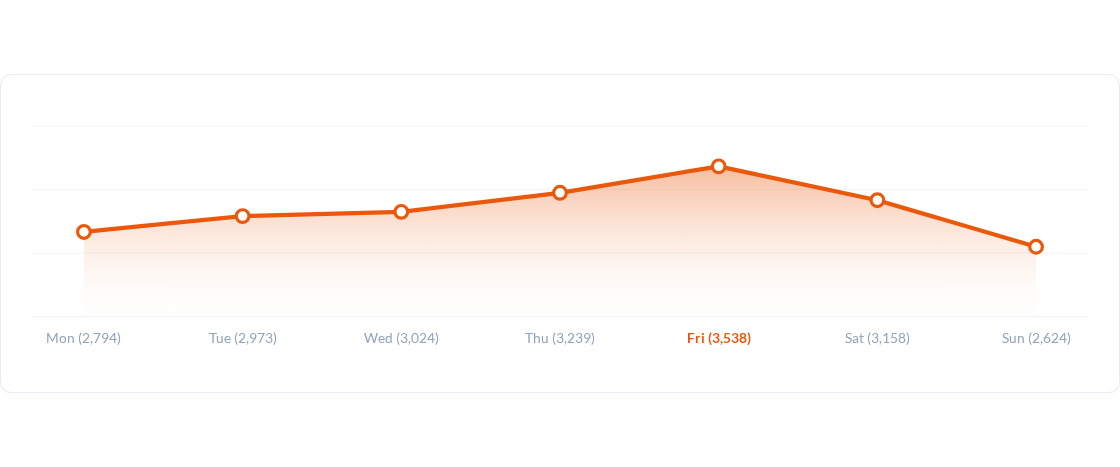 Mon (2,794) Tue (2,973) Wed (3,024) Thu (3,239) Fri (3,538) Sat (3,158) Sun (2,624)